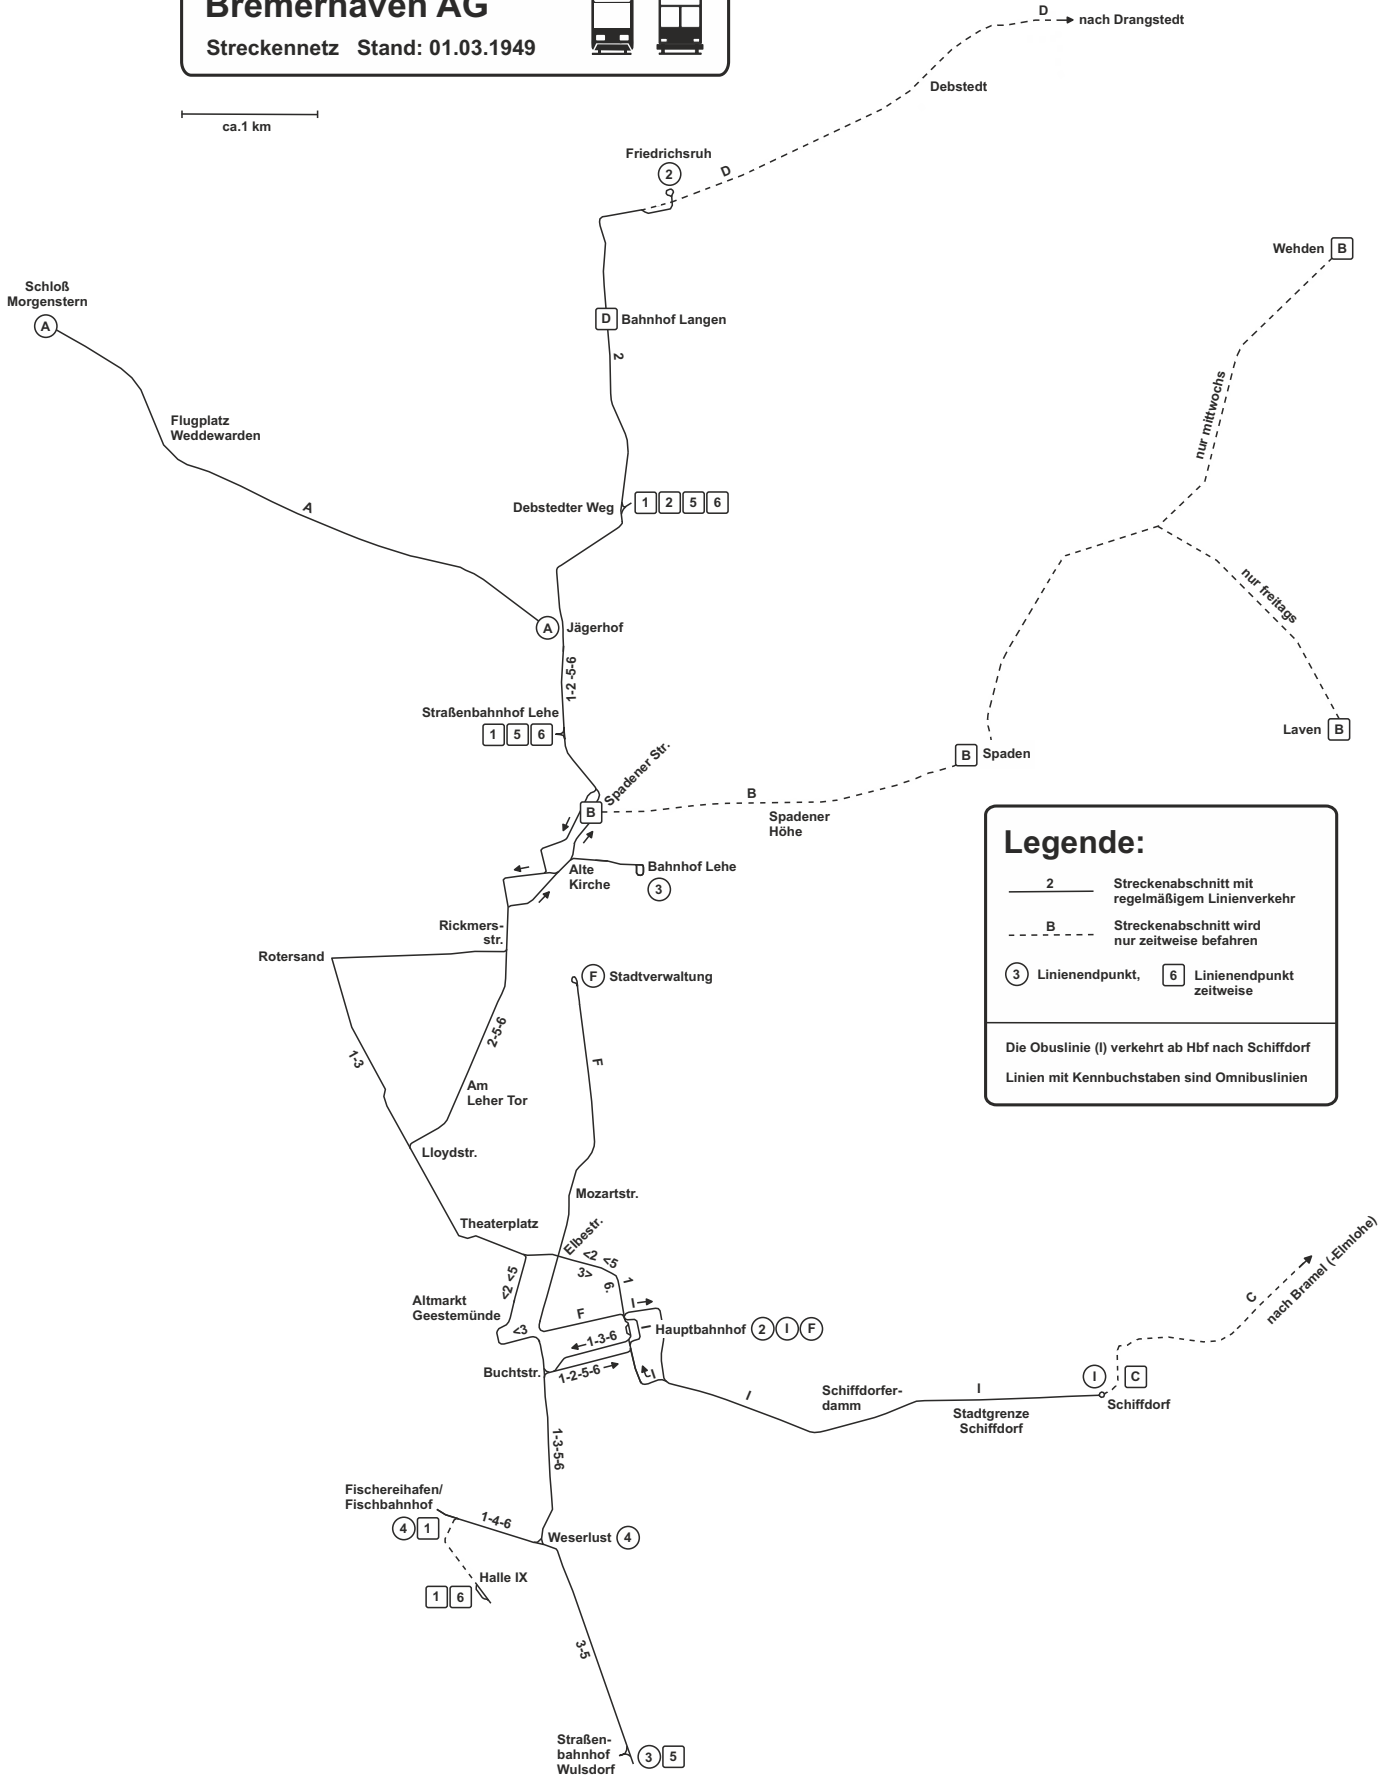 Bremerhaven AG
Streckennetz Stand: 01.03.1949
D
nach Drangstedt
Debstedt
ca.1 km
Friedrichsruh
2
D
Wehden B
Schloß
Morgenstern
A
D Bahnhof Langen
2
nur mittwochs
Flugplatz
Weddewarden
A
Debstedter Weg
1 2 5 6
nur freitags
A Jägerhof
1-2 -5-6
Straßenbahnhof Lehe
1 5 6
Spadener Str.
B
B
Spadener
Höhe
B Spaden
Laven B
Alte
Kirche
Bahnhof Lehe
3
Rickmers-
str.
Rotersand
F Stadtverwaltung
1-3
2-5-6
F
Am
Leher Tor
Lloydstr.
Mozartstr.
Theaterplatz
Elbestr.
<2 <5
3>
1
6.
<2 <5
Altmarkt
Geestemünde
<3
F
I
Hauptbahnhof 2 I F
1-3-6
Buchtstr.
1-2-5-6
I
I
Schiffdorfer-
damm
I
Stadtgrenze
Schiffdorf
I C
Schiffdorf
C
nach Bramel (-Elmlohe)
1-3-5-6
Fischereihafen/
Fischbahnhof
4 1
1-4-6
Weserlust 4
Halle IX
1 6
3-5
Straßen-
bahnhof
Wulsdorf
3 5
Legende:
2
Streckenabschnitt mit
regelmäßigem Linienverkehr
B
Streckenabschnitt wird
nur zeitweise befahren
3 Linienendpunkt,
6 Linienendpunkt
zeitweise
Die Obuslinie (I) verkehrt ab Hbf nach Schiffdorf
Linien mit Kennbuchstaben sind Omnibuslinien